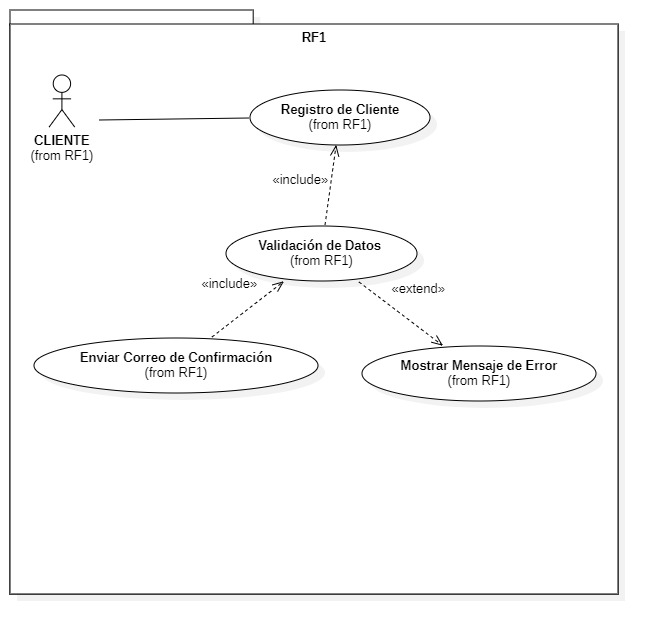 RF1
CLIENTE
(from RF1)
Registro de Cliente
(from RF1)
«include»
Validación de Datos
(from RF1)
«include»
«extend»
Enviar Correo de Confirmación
(from RF1)
Mostrar Mensaje de Error
(from RF1)